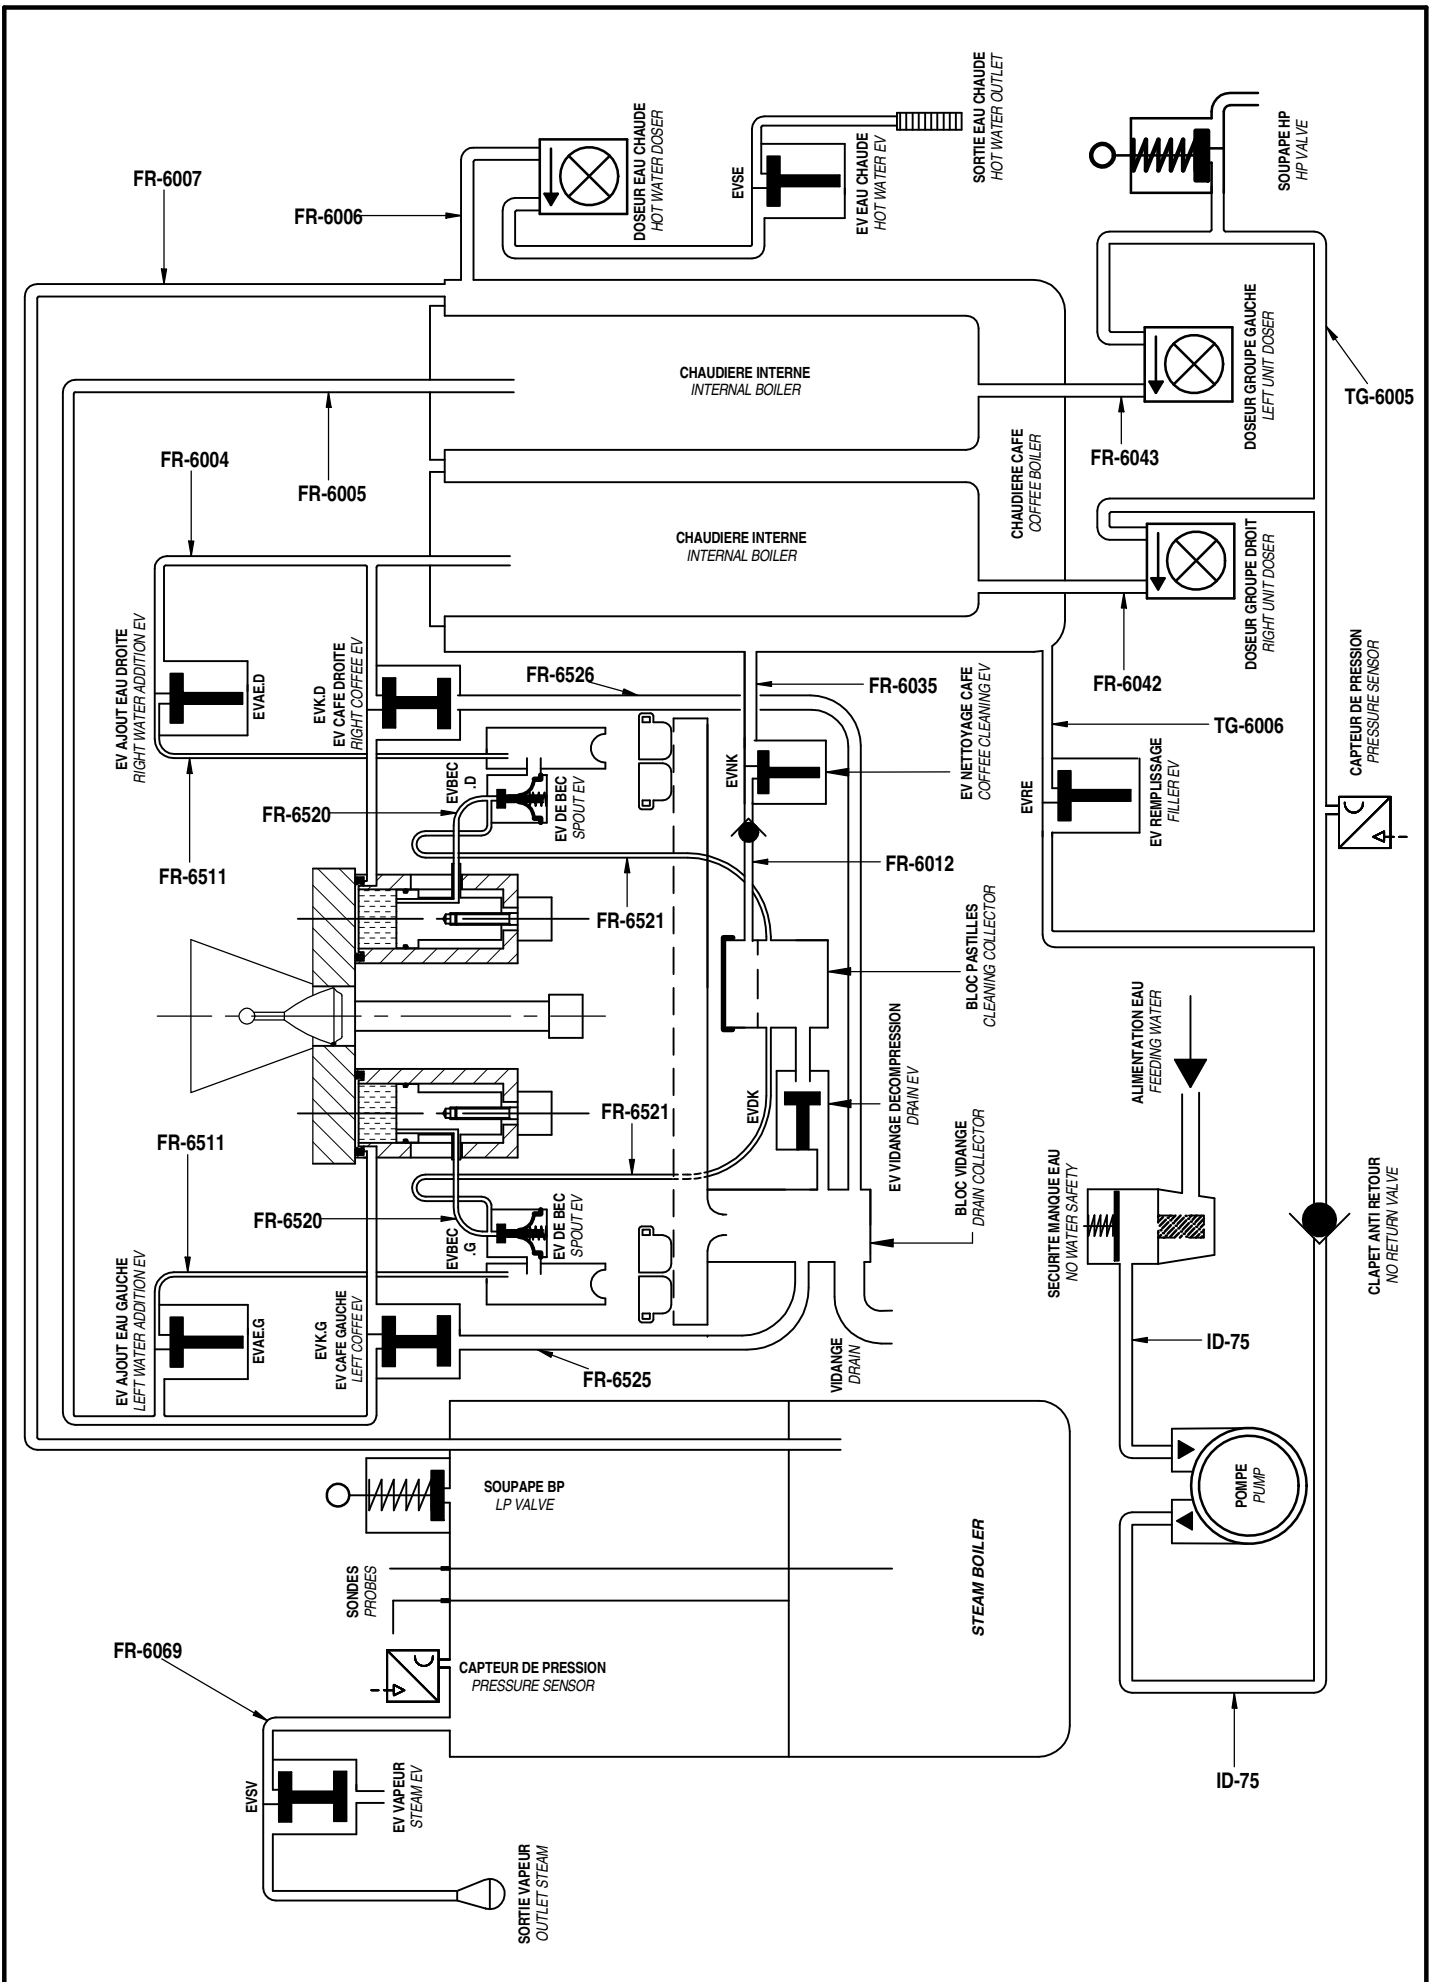 FR-6007
FR-6006
DOSEUR EAU CHAUDE
HOT WATER DOSER
EVSE
EV EAU CHAUDE
HOT WATER EV
SORTIE EAU CHAUDE
HOT WATER OUTLET
SOUPAPE HP
HP VALVE
CHAUDIERE INTERNE
INTERNAL BOILER
DOSEUR GROUPE GAUCHE
LEFT UNIT DOSER
TG-6005
FR-6004
FR-6005
FR-6043
CHAUDIERE CAFE
COFFEE BOILER
CHAUDIERE INTERNE
INTERNAL BOILER
DOSEUR GROUPE DROIT
RIGHT UNIT DOSER
EV AJOUT EAU DROITE
RIGHT WATER ADDITION EV
EVAE.D
EVK.D
EV CAFE DROITE
RIGHT COFFEE EV
FR-6526
FR-6035
FR-6042
CAPTEUR DE PRESSION
PRESSURE SENSOR
TG-6006
EVBEC
.D
EV DE BEC
SPOUT EV
EVNK
EV NETTOYAGE CAFE
COFFEE CLEANING EV
EVRE
EV REMPLISSAGE
FILLER EV
FR-6520
FR-6511
FR-6012
FR-6521
BLOC PASTILLES
CLEANING COLLECTOR
ALIMENTATION EAU
FEEDING WATER
FR-6521
EVDK
EV VIDANGE DECOMPRESSION
DRAIN EV
FR-6511
FR-6520
EVBEC
.G
EV DE BEC
SPOUT EV
BLOC VIDANGE
DRAIN COLLECTOR
SECURITE MANQUE EAU
NO WATER SAFETY
CLAPET ANTI RETOUR
NO RETURN VALVE
EV AJOUT EAU GAUCHE
LEFT WATER ADDITION EV
EVAE.G
EVK.G
EV CAFE GAUCHE
LEFT COFFE EV
FR-6525
VIDANGE
DRAIN
ID-75
SOUPAPE BP
LP VALVE
POMPE
PUMP
SONDES
PROBES
STEAM BOILER
FR-6069
CAPTEUR DE PRESSION
PRESSURE SENSOR
ID-75
EVSV
EV VAPEUR
STEAM EV
SORTIE VAPEUR
OUTLET STEAM